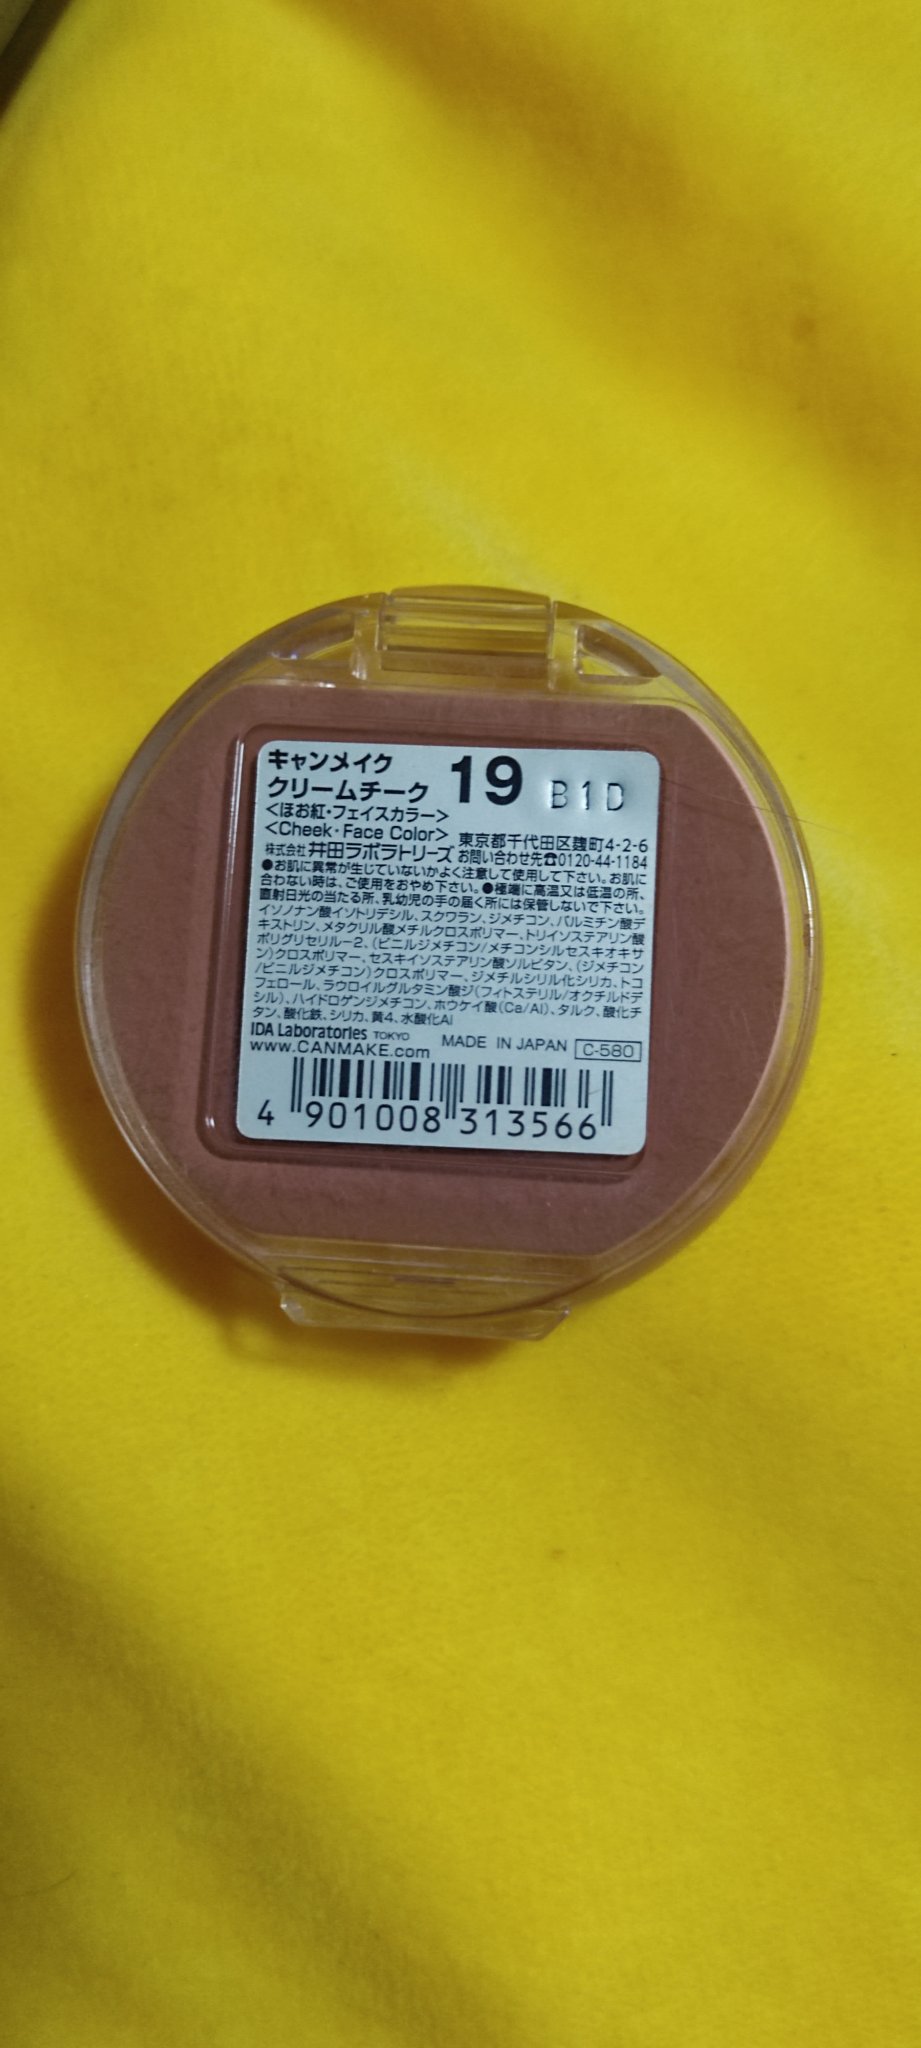 キャンメイク
クリームチーク
19 B1D
<ほお紅・フェイスカラー>
<Cheek・Face Color> 東京都千代田区麹町4-2-6
株式会社 井田ラボラトリーズ お問い合わせ先☎0120-44-1184
●お肌に異常が生じていないかよく注意して使用して下さい。お肌に
合わない時は、ご使用をおやめ下さい。●極端に高温又は低温の所、
直射日光の当たる所、乳幼児の手の届く所には保管しないで下さい。
イソノナン酸イソトリデシル、スクワラン、ジメチコン、パルミチン酸デ
キストリン、メタクリル酸メチルクロスポリマー、トリイソステアリン酸
ポリグリセリル-2、(ビニルジメチコン/メチコンシルセスキオキサ
ン)クロスポリマー、セスキイソステアリン酸ソルビタン、(ジメチコン
/ビニルジメチコン)クロスポリマー、ジメチルシリル化シリカ、トコ
フェロール、ラウロイルグルタミン酸ジ(フィトステリル/オクチルドデ
シル)、ハイドロゲンジメチコン、ホウケイ酸(Ca/Al)、タルク、酸化チ
タン、酸化鉄、シリカ、黄4、水酸化Al
IDA Laboratories TOKYO
www.CANMAKE.com MADE IN JAPAN C-580
4 901008 313566